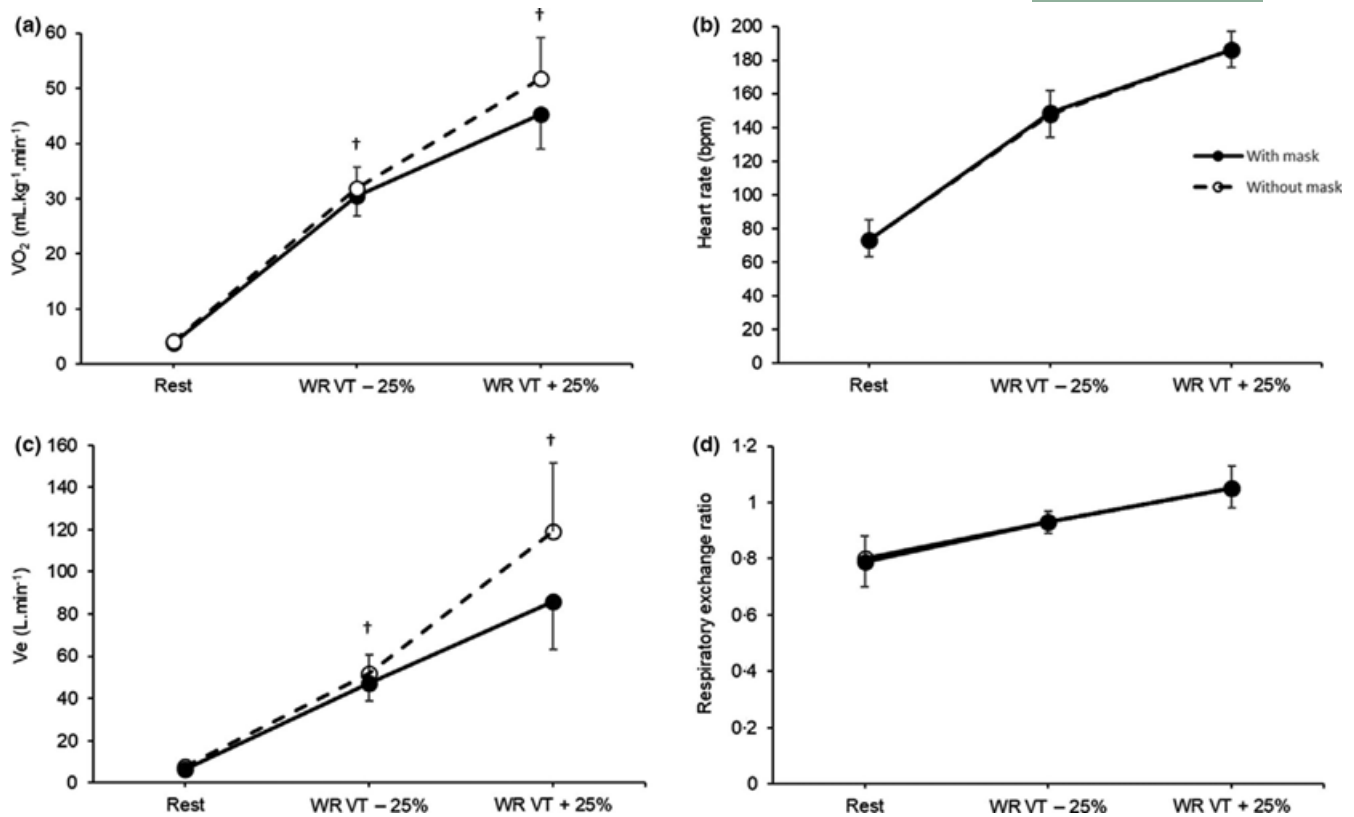 (a)
60
50
40
30
20
10
0
VO₂ (mL.kg⁻¹.min⁻¹)
†
†
Rest
WR VT – 25%
WR VT + 25%
(b)
200
180
160
140
120
100
80
60
40
20
0
Heart rate (bpm)
With mask
Without mask
Rest
WR VT – 25%
WR VT + 25%
(c)
160
140
120
100
80
60
40
20
0
Ve (L.min⁻¹)
†
†
Rest
WR VT – 25%
WR VT + 25%
(d)
1·2
1
0·8
0·6
0·4
0·2
0
Respiratory exchange ratio
Rest
WR VT – 25%
WR VT + 25%